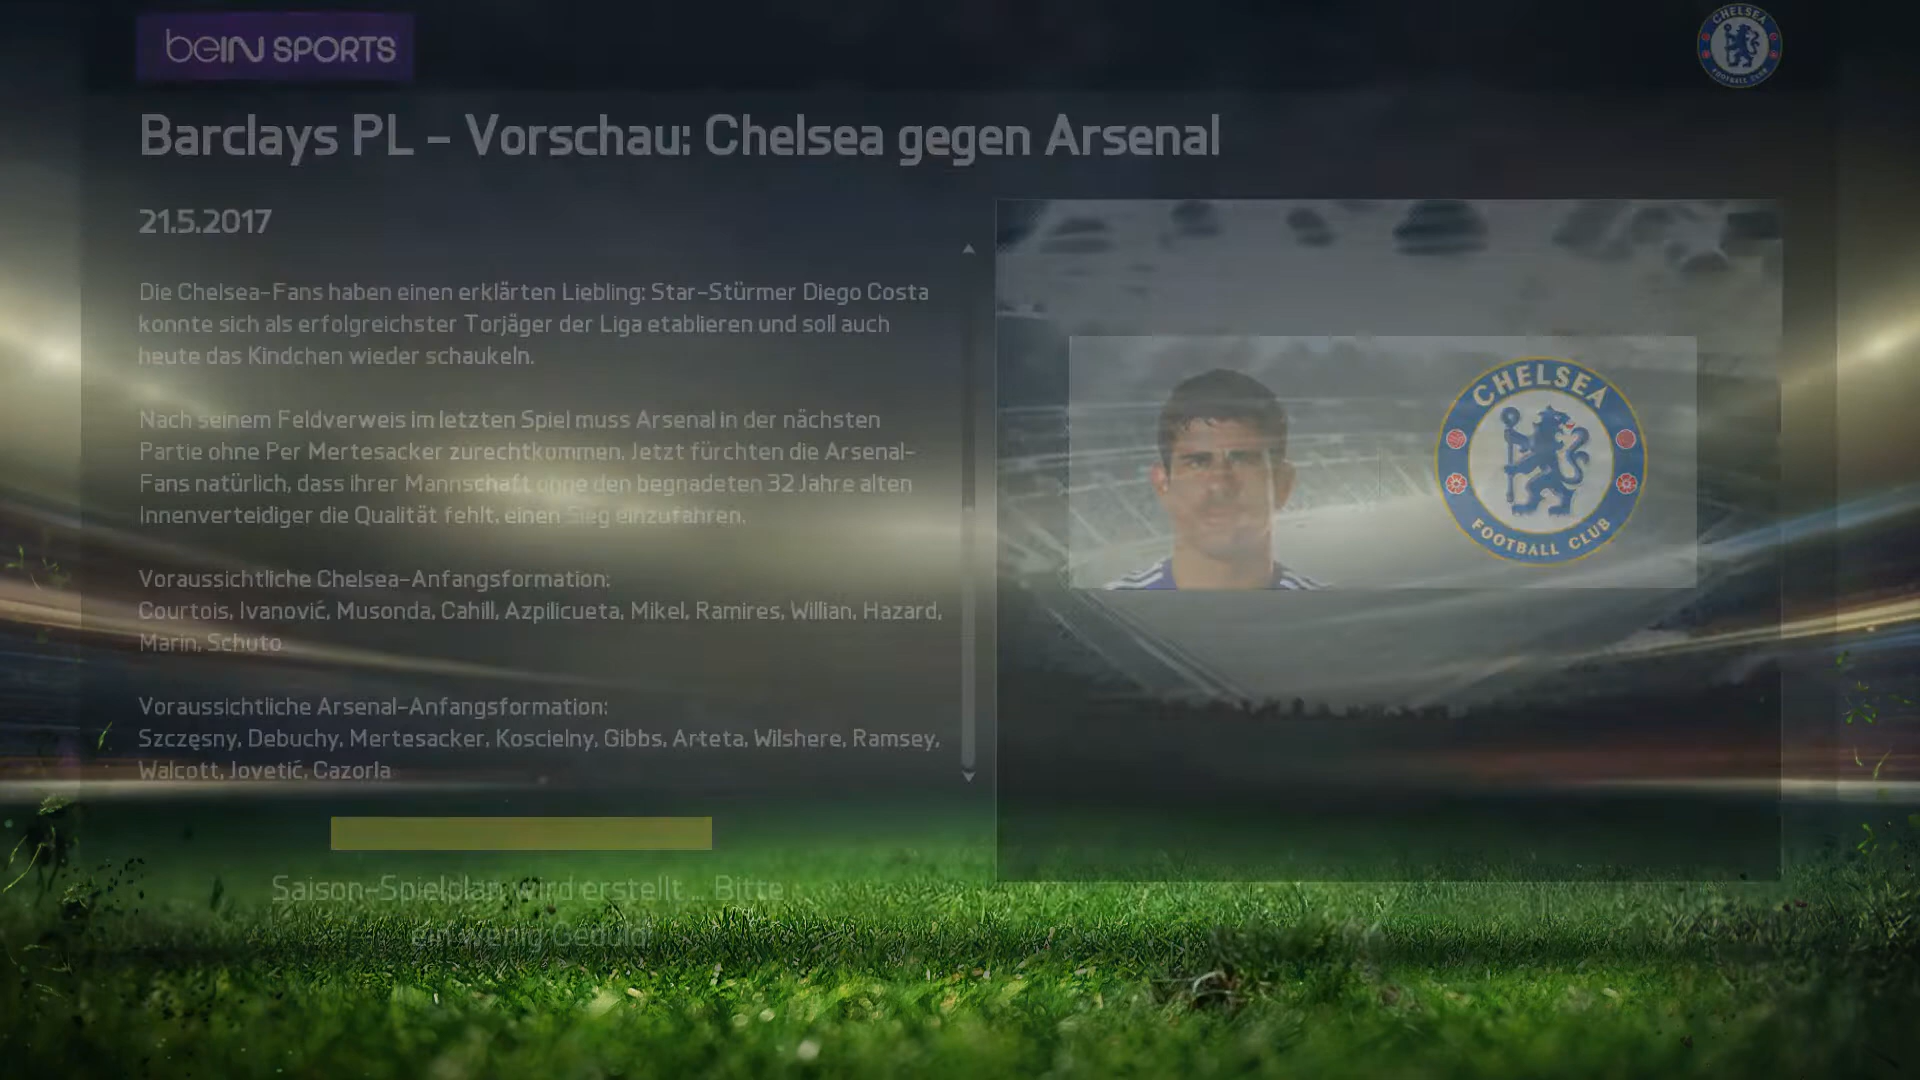 beIN SPORTS
Barclays PL - Vorschau: Chelsea gegen Arsenal
21.5.2017
Die Chelsea-Fans haben einen erklärten Liebling: Star-Stürmer Diego Costa
konnte sich als erfolgreichster Torjäger der Liga etablieren und soll auch
heute das Kindchen wieder schaukeln.
Nach seinem Feldverweis im letzten Spiel muss Arsenal in der nächsten
Partie ohne Per Mertesacker zurechtkommen. Jetzt fürchten die Arsenal-
Fans natürlich, dass ihrer Mannschaft ohne den begnadeten 32 Jahre alten
Innenverteidiger die Qualität fehlt, einen Sieg einzufahren.
Voraussichtliche Chelsea-Anfangsformation:
Courtois, Ivanović, Musonda, Cahill, Azpilicueta, Mikel, Ramires, Willian, Hazard,
Marin, Schuto
Voraussichtliche Arsenal-Anfangsformation:
Szczęsny, Debuchy, Mertesacker, Koscielny, Gibbs, Arteta, Wilshere, Ramsey,
Walcott, Jovetić, Cazorla
Saison-Spielplan wird erstellt ... Bitte
ein wenig Geduld!
CHELSEA
FOOTBALL CLUB
CHELSEA
FOOTBALL CLUB